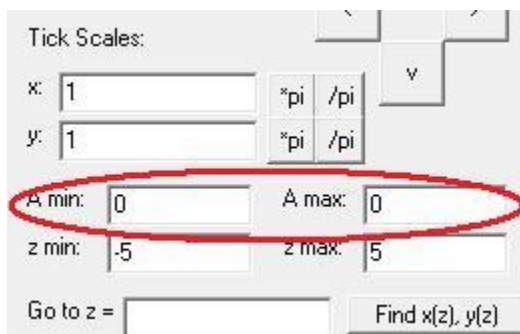 Tick Scales:
v
x: 1 *pi /pi
y: 1 *pi /pi
A min: 0 A max: 0
z min: -5 z max: 5
Go to z = Find x(z), y(z)